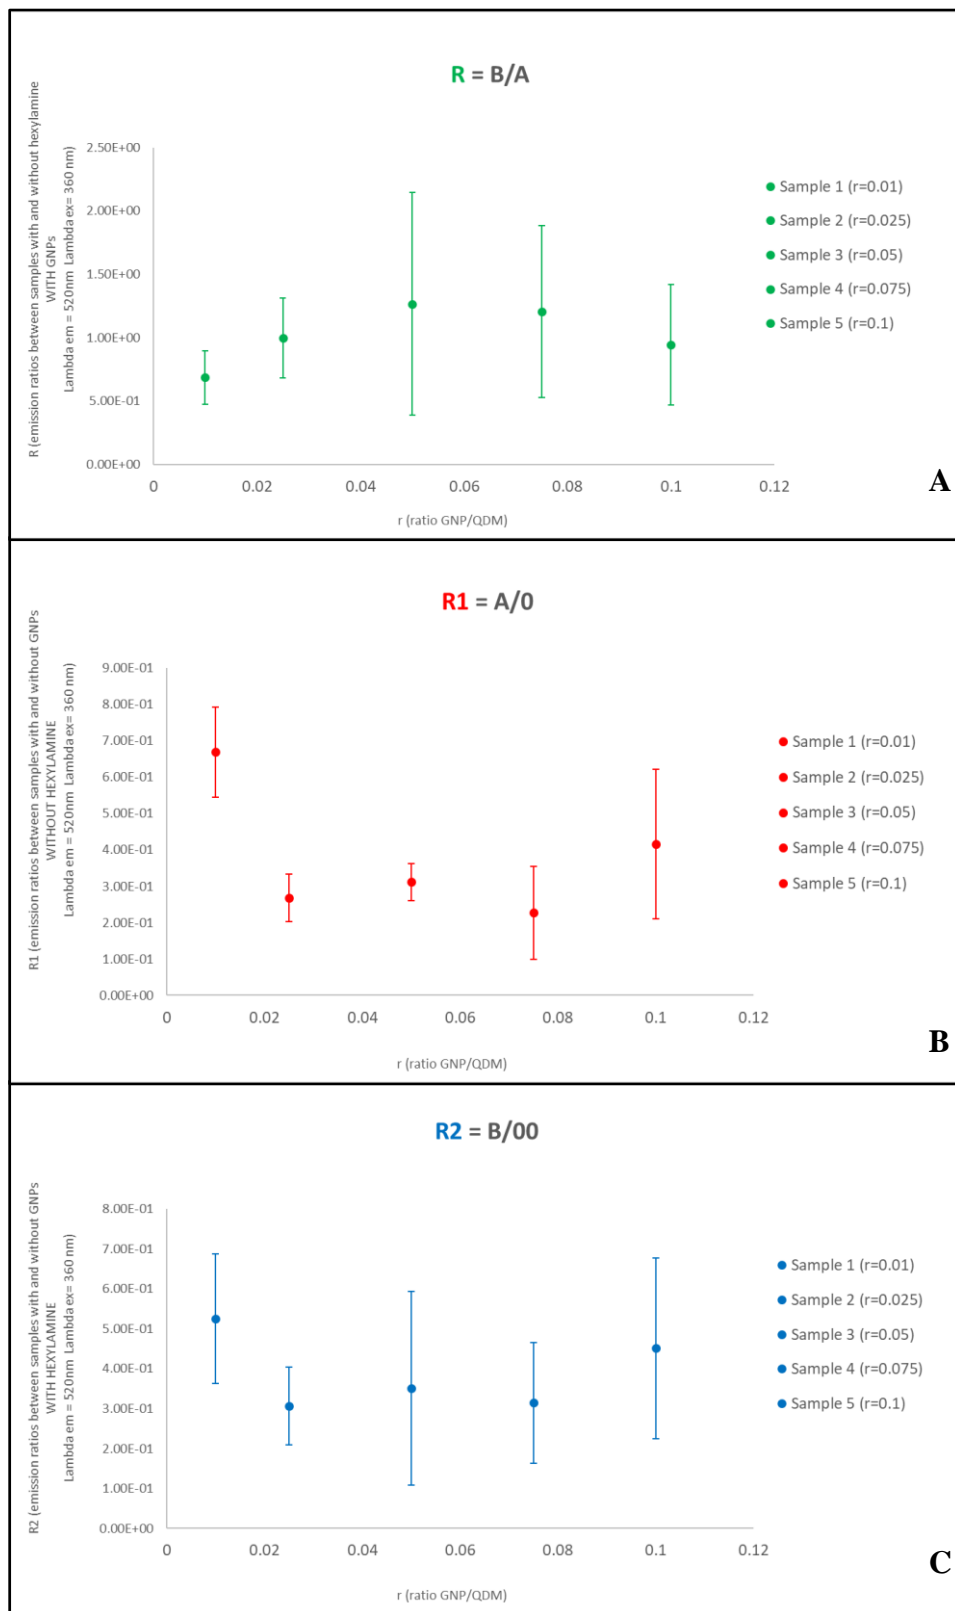 R = B/A
R (emission ratios between samples with and without hexylamine
WITH GNPs
Lambda em = 520nm Lambda ex= 360 nm)
2.50E+00
2.00E+00
1.50E+00
1.00E+00
5.00E-01
0.00E+00
0 0.02 0.04 0.06 0.08 0.1 0.12
r (ratio GNP/QDM)
Sample 1 (r=0.01)
Sample 2 (r=0.025)
Sample 3 (r=0.05)
Sample 4 (r=0.075)
Sample 5 (r=0.1)
A
R1 = A/0
R1 (emission ratios between samples with and without GNPs
WITHOUT HEXYLAMINE
Lambda em = 520nm Lambda ex= 360 nm)
9.00E-01
8.00E-01
7.00E-01
6.00E-01
5.00E-01
4.00E-01
3.00E-01
2.00E-01
1.00E-01
0.00E+00
0 0.02 0.04 0.06 0.08 0.1 0.12
r (ratio GNP/QDM)
Sample 1 (r=0.01)
Sample 2 (r=0.025)
Sample 3 (r=0.05)
Sample 4 (r=0.075)
Sample 5 (r=0.1)
B
R2 = B/00
R2 (emission ratios between samples with and without GNPs
WITH HEXYLAMINE
Lambda em = 520nm Lambda ex= 360 nm)
8.00E-01
7.00E-01
6.00E-01
5.00E-01
4.00E-01
3.00E-01
2.00E-01
1.00E-01
0.00E+00
0 0.02 0.04 0.06 0.08 0.1 0.12
r (ratio GNP/QDM)
Sample 1 (r=0.01)
Sample 2 (r=0.025)
Sample 3 (r=0.05)
Sample 4 (r=0.075)
Sample 5 (r=0.1)
C